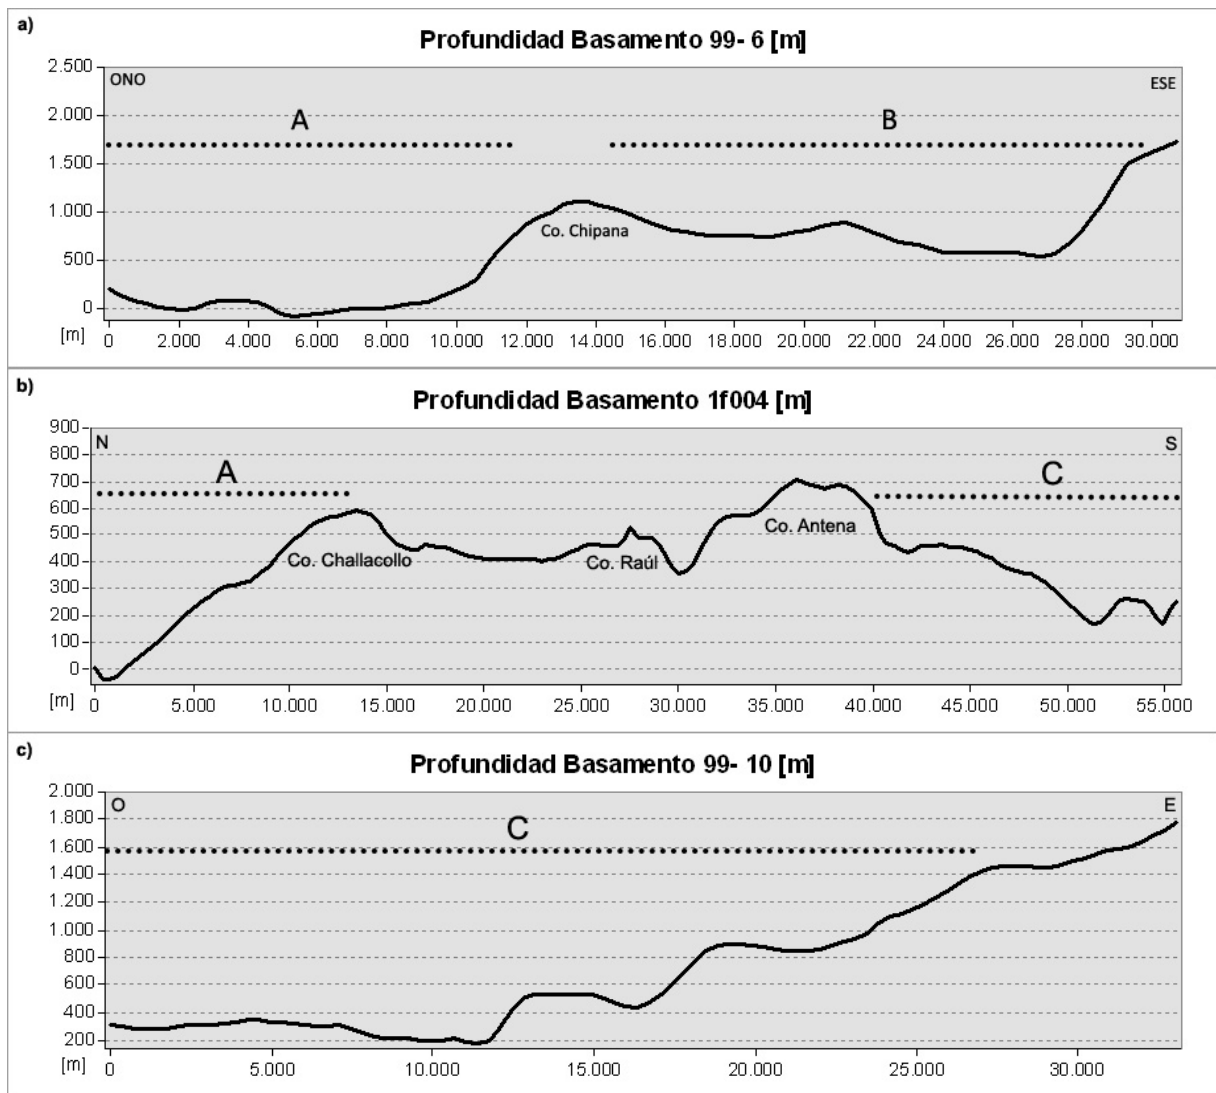 a)
Profundidad Basamento 99- 6 [m]
2.500
ONO
ESE
2.000
A
B
1.500
1.000
Co. Chipana
500
0
[m]
0 2.000 4.000 6.000 8.000 10.000 12.000 14.000 16.000 18.000 20.000 22.000 24.000 26.000 28.000 30.000
b)
Profundidad Basamento 1f004 [m]
900
N
S
800
A
C
700
600
Co. Antena
500
Co. Challacollo
Co. Raúl
400
300
200
100
0
[m]
0 5.000 10.000 15.000 20.000 25.000 30.000 35.000 40.000 45.000 50.000 55.000
c)
Profundidad Basamento 99- 10 [m]
2.000
O
E
1.800
C
1.600
1.400
1.200
1.000
800
600
400
200
[m]
0 5.000 10.000 15.000 20.000 25.000 30.000